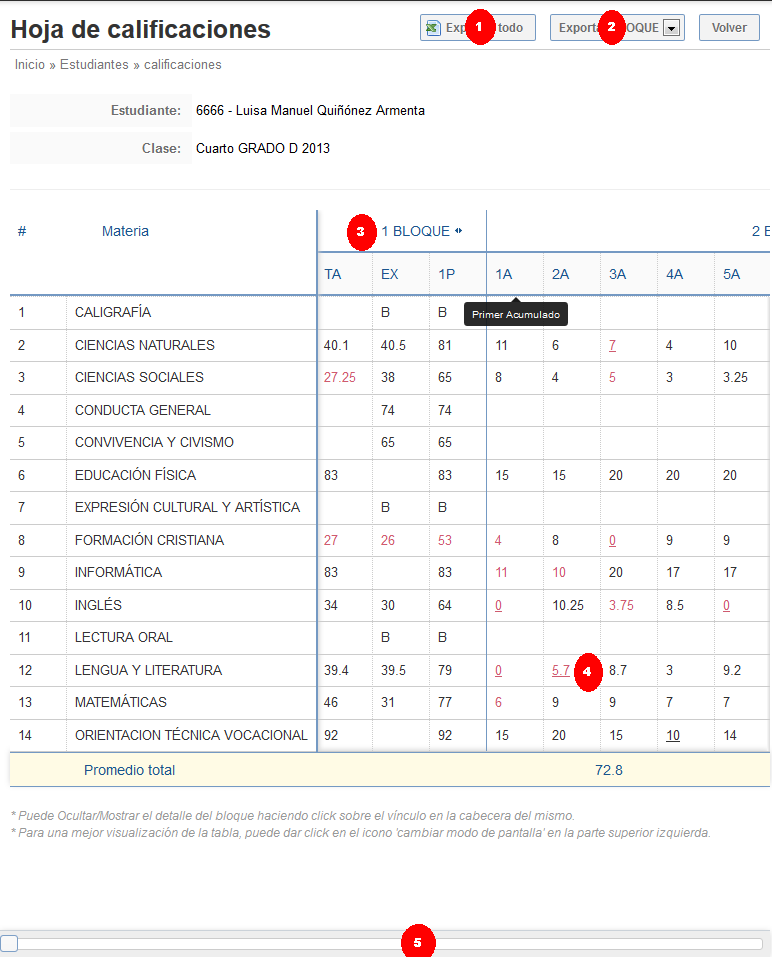 Hoja de calificaciones
1 todo 2 Volver
Inicio » Estudiantes » calificaciones
Estudiante: 6666 - Luisa Manuel Quiñónez Armenta
Clase: Cuarto GRADO D 2013
# Materia 3 1 BLOQUE 2
TA EX 1P 1A 2A 3A 4A 5A
Primer Acumulado
1 CALIGRAFÍA B B
2 CIENCIAS NATURALES 40.1 40.5 81 11 6 7 4 10
3 CIENCIAS SOCIALES 27.25 38 65 8 4 5 3 3.25
4 CONDUCTA GENERAL 74 74
5 CONVIVENCIA Y CIVISMO 65 65
6 EDUCACIÓN FÍSICA 83 83 15 15 20 20 20
7 EXPRESIÓN CULTURAL Y ARTÍSTICA B B
8 FORMACIÓN CRISTIANA 27 26 53 4 8 0 9 9
9 INFORMÁTICA 83 83 11 10 20 17 17
10 INGLÉS 34 30 64 0 10.25 3.75 8.5 0
11 LECTURA ORAL B B
12 LENGUA Y LITERATURA 39.4 39.5 79 0 5.7 4 8.7 3 9.2
13 MATEMÁTICAS 46 31 77 6 9 9 7 7
14 ORIENTACION TÉCNICA VOCACIONAL 92 92 15 20 15 10 14
Promedio total 72.8
* Puede Ocultar/Mostrar el detalle del bloque haciendo click sobre el vínculo en la cabecera del mismo.
* Para una mejor visualización de la tabla, puede dar click en el icono 'cambiar modo de pantalla' en la parte superior izquierda.
5